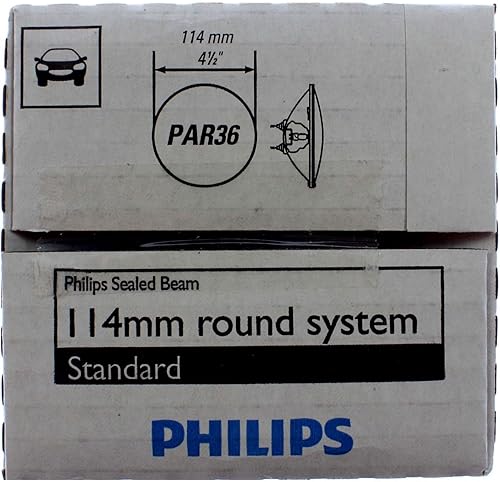 114 mm
4½"
PAR36
Philips Sealed Beam
114mm round system
Standard
PHILIPS